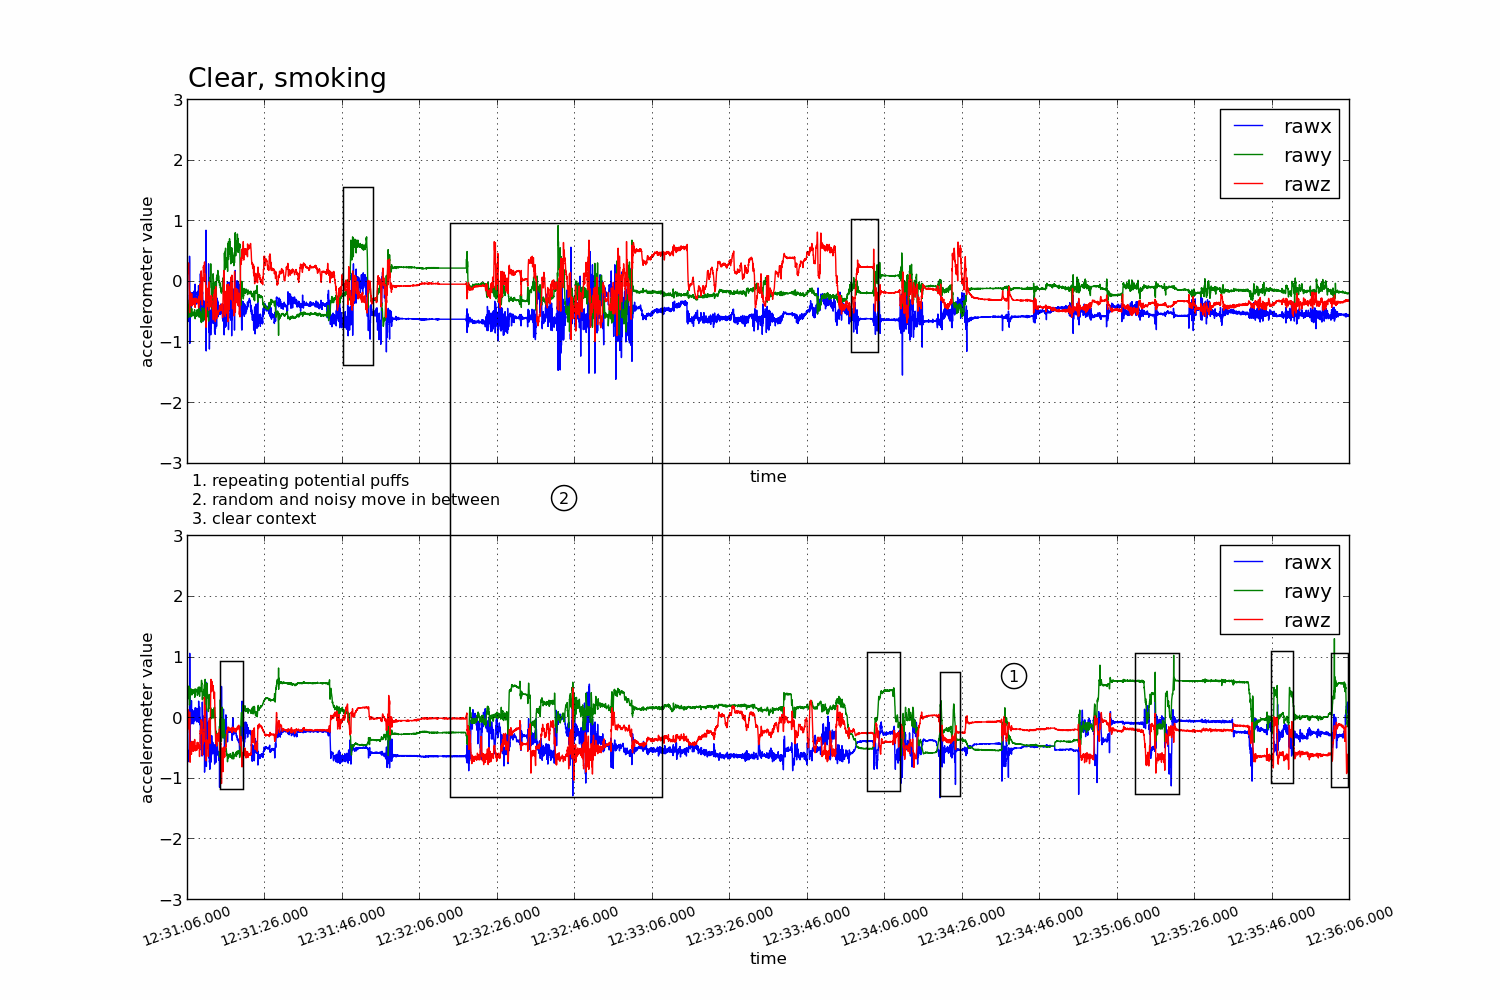 Clear, smoking
3
2
1
0
−1
−2
−3
accelerometer value
rawx
rawy
rawz
time
1. repeating potential puffs
2. random and noisy move in between
3. clear context
2
3
2
1
0
−1
−2
−3
accelerometer value
rawx
rawy
rawz
1
12:31:06.000
12:31:26.000
12:31:46.000
12:32:06.000
12:32:26.000
12:32:46.000
12:33:06.000
12:33:26.000
12:33:46.000
12:34:06.000
12:34:26.000
12:34:46.000
12:35:06.000
12:35:26.000
12:35:46.000
12:36:06.000
time